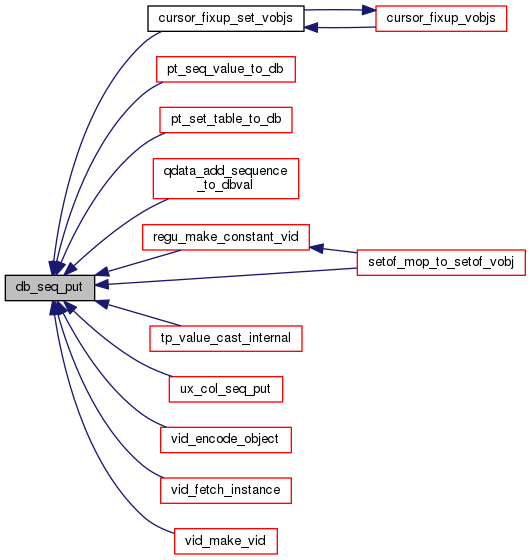 cursor_fixup_set_vobjs
cursor_fixup_vobjs
pt_seq_value_to_db
pt_set_table_to_db
qdata_add_sequence
_to_dbval
regu_make_constant_vid
setof_mop_to_setof_vobj
db_seq_put
tp_value_cast_internal
ux_col_seq_put
vid_encode_object
vid_fetch_instance
vid_make_vid